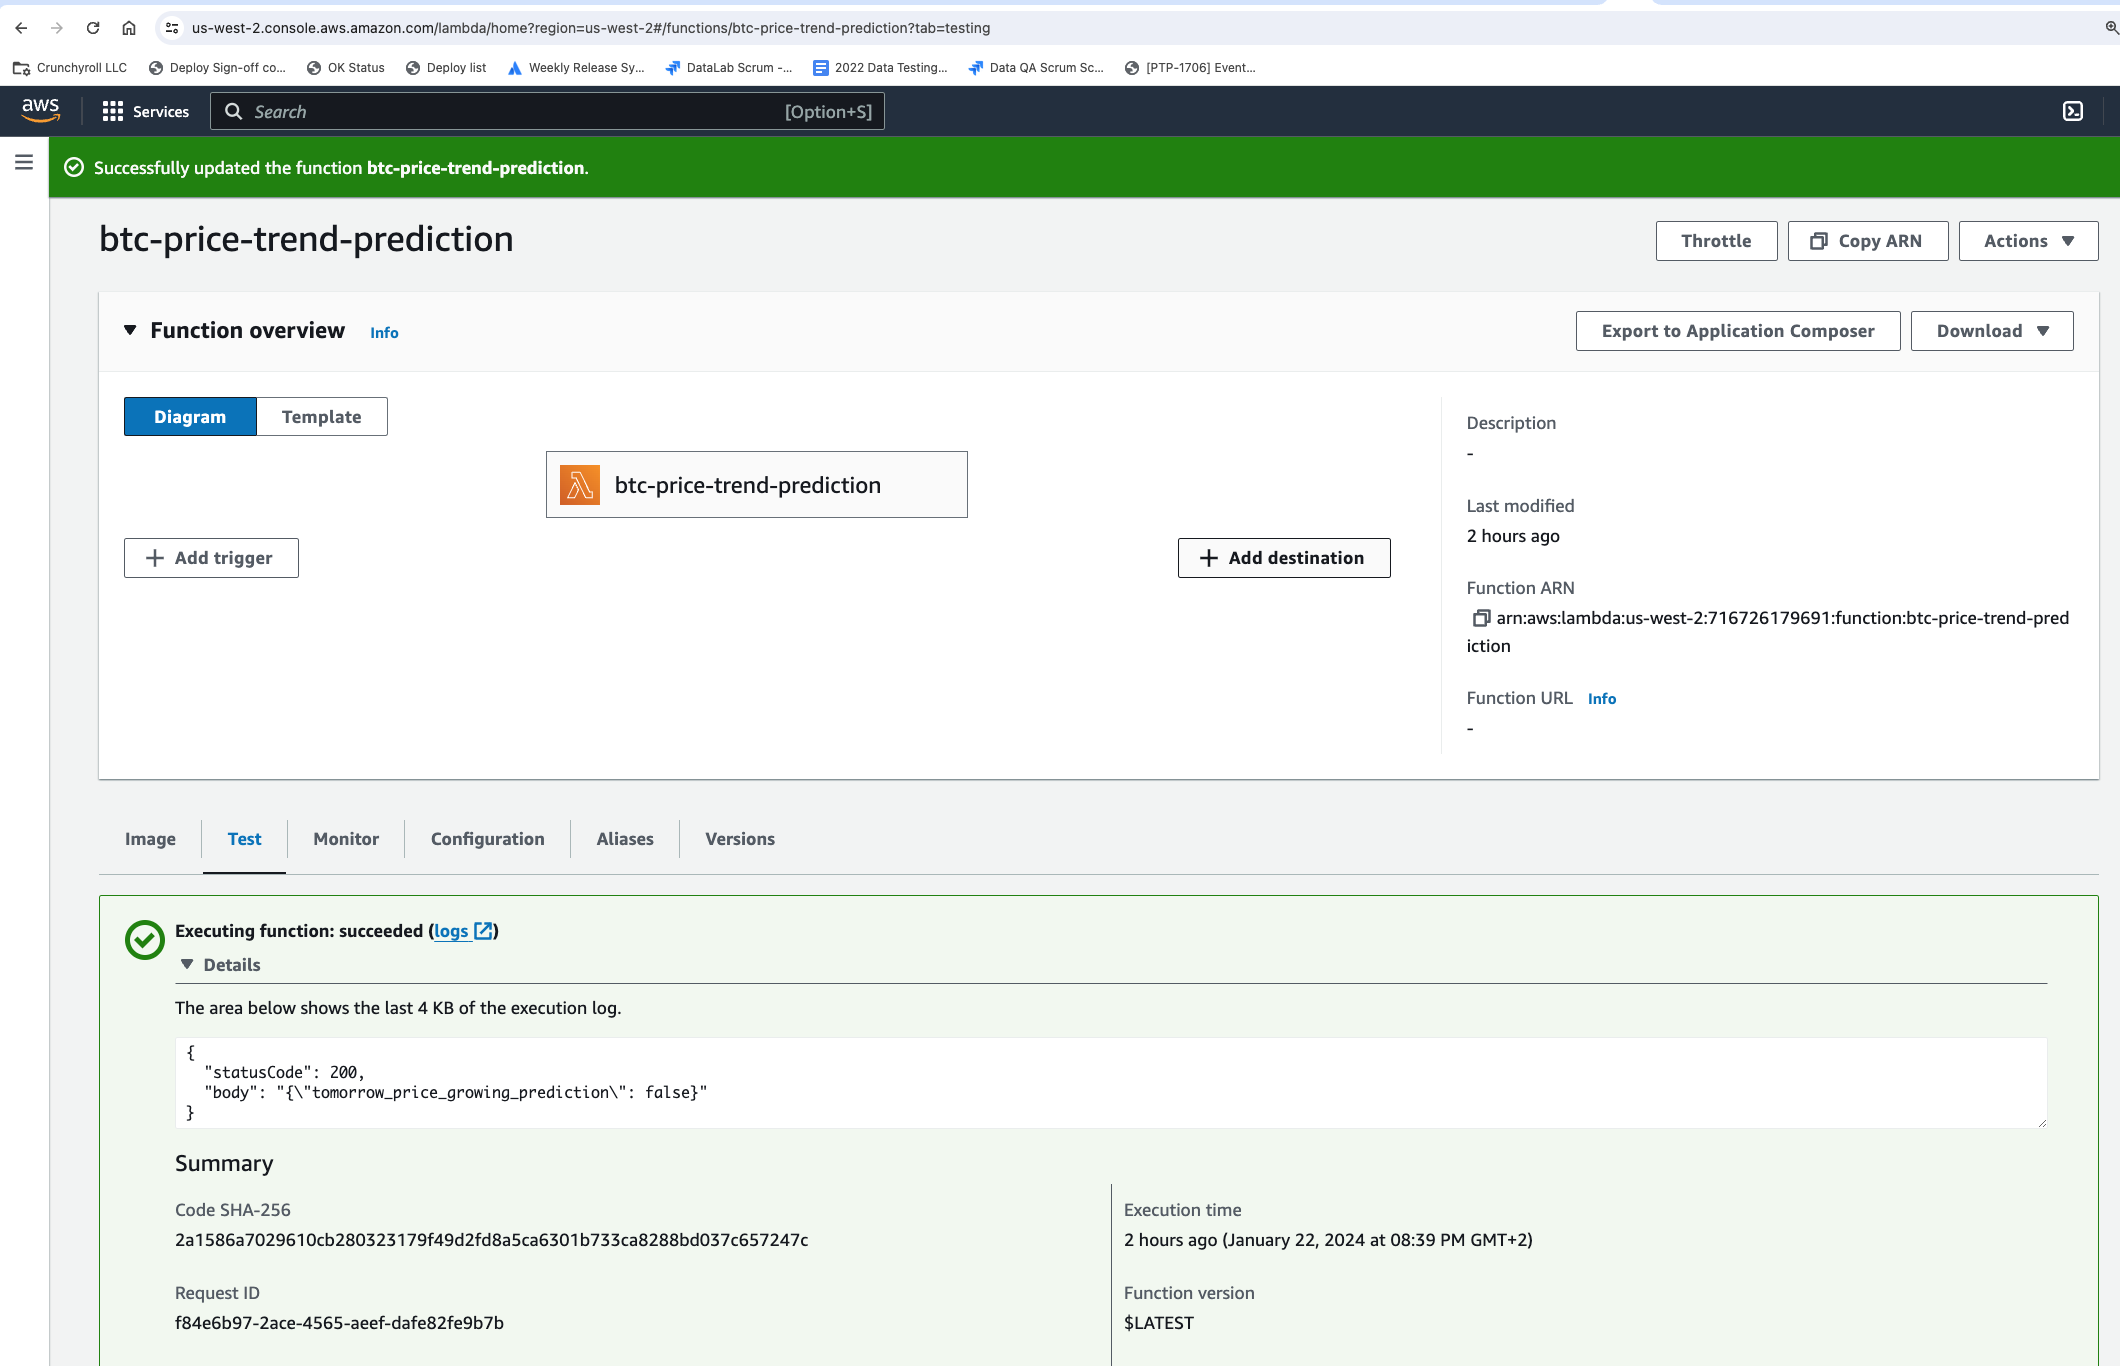 us-west-2.console.aws.amazon.com/lambda/home?region=us-west-2#/functions/btc-price-trend-prediction?tab=testing
Crunchyroll LLC
Deploy Sign-off co...
OK Status
Deploy list
Weekly Release Sy...
DataLab Scrum -...
2022 Data Testing...
Data QA Scrum Sc...
[PTP-1706] Event...
aws
Services
Search
[Option+S]
Successfully updated the function btc-price-trend-prediction.
btc-price-trend-prediction
Throttle
Copy ARN
Actions
Function overview
Info
Export to Application Composer
Download
Diagram
Template
btc-price-trend-prediction
Add trigger
Add destination
Description
-
Last modified
2 hours ago
Function ARN
arn:aws:lambda:us-west-2:716726179691:function:btc-price-trend-pred
iction
Function URL Info
-
Image
Test
Monitor
Configuration
Aliases
Versions
Executing function: succeeded (logs)
Details
The area below shows the last 4 KB of the execution log.
{
"statusCode": 200,
"body": "{\"tomorrow_price_growing_prediction\": false}"
}
Summary
Code SHA-256
2a1586a7029610cb280323179f49d2fd8a5ca6301b733ca8288bd037c657247c
Execution time
2 hours ago (January 22, 2024 at 08:39 PM GMT+2)
Request ID
f84e6b97-2ace-4565-aeef-dafe82fe9b7b
Function version
$LATEST